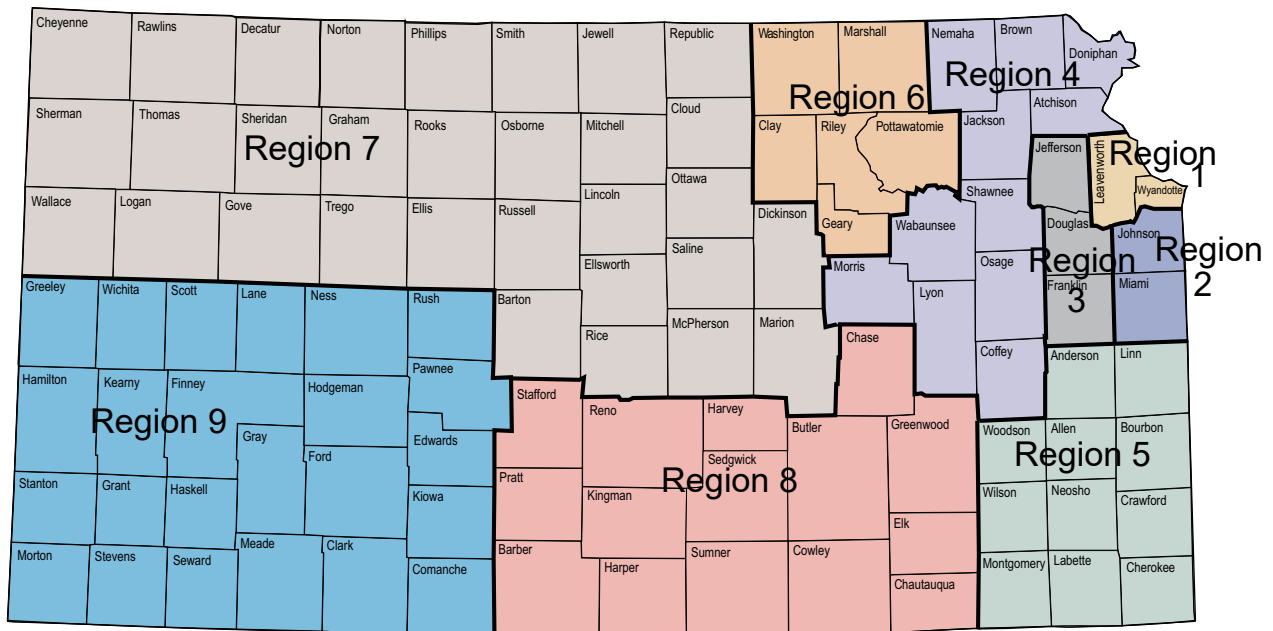 Cheyenne
Rawlins
Decatur
Norton
Phillips
Smith
Jewell
Republic
Washington
Marshall
Nemaha
Brown
Doniphan
Region 4
Region 6
Atchison
Sherman
Thomas
Sheridan
Graham
Rooks
Osborne
Mitchell
Cloud
Clay
Riley
Pottawatomie
Jackson
Region 7
Jefferson
Leavenworth
Region
1
Wyandotte
Wallace
Logan
Gove
Trego
Ellis
Russell
Lincoln
Ottawa
Dickinson
Geary
Wabaunsee
Shawnee
Douglas
Johnson
Region
2
Saline
Ellsworth
Morris
Osage
Region
3
Franklin
Miami
Greeley
Wichita
Scott
Lane
Ness
Rush
Barton
Rice
McPherson
Marion
Lyon
Chase
Coffey
Anderson
Linn
Pawnee
Hamilton
Kearny
Finney
Hodgeman
Stafford
Reno
Harvey
Butler
Greenwood
Woodson
Allen
Bourbon
Region 9
Gray
Edwards
Ford
Sedgwick
Region 8
Region 5
Stanton
Grant
Haskell
Kiowa
Pratt
Kingman
Wilson
Neosho
Crawford
Elk
Morton
Stevens
Seward
Meade
Clark
Comanche
Barber
Harper
Sumner
Cowley
Chautauqua
Montgomery
Labette
Cherokee